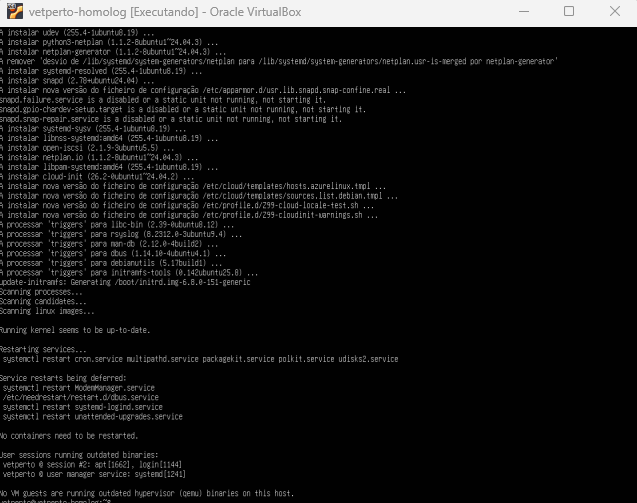 vetperto-homolog [Executando] - Oracle VirtualBox
A instalar udev (255.4-1ubuntu8.19) ...
A instalar python3-netplan (1.1.2-8ubuntu1~24.04.3) ...
A instalar netplan-generator (1.1.2-8ubuntu1~24.04.3) ...
A remover 'desvio de /lib/systemd/system-generators/netplan para /lib/systemd/system-generators/netplan.usr-is-merged por netplan-generator'
A instalar systemd-resolved (255.4-1ubuntu8.19) ...
A instalar snapd (2.76+ubuntu24.04) ...
A instalar nova versão do ficheiro de configuração /etc/apparmor.d/usr.lib.snapd.snap-confine.real ...
snapd.failure.service is a disabled or a static unit not running, not starting it.
snapd.gpio-chardev-setup.target is a disabled or a static unit not running, not starting it.
snapd.snap-repair.service is a disabled or a static unit not running, not starting it.
A instalar systemd-sysv (255.4-1ubuntu8.19) ...
A instalar libnss-systemd:amd64 (255.4-1ubuntu8.19) ...
A instalar open-iscsi (2.1.9-3ubuntu5.5) ...
A instalar netplan.io (1.1.2-8ubuntu1~24.04.3) ...
A instalar libpam-systemd:amd64 (255.4-1ubuntu8.19) ...
A instalar cloud-init (26.2-0ubuntu1~24.04.2) ...
A instalar nova versão do ficheiro de configuração /etc/cloud/templates/hosts.azurelinux.tmpl ...
A instalar nova versão do ficheiro de configuração /etc/cloud/templates/sources.list.debian.tmpl ...
A instalar nova versão do ficheiro de configuração /etc/profile.d/Z99-cloud-locale-test.sh ...
A instalar nova versão do ficheiro de configuração /etc/profile.d/Z99-cloudinit-warnings.sh ...
A processar 'triggers' para libc-bin (2.39-0ubuntu8.12) ...
A processar 'triggers' para rsyslog (8.2312.0-3ubuntu9.4) ...
A processar 'triggers' para man-db (2.12.0-4build2) ...
A processar 'triggers' para dbus (1.14.10-4ubuntu4.1) ...
A processar 'triggers' para debianutils (5.17build1) ...
A processar 'triggers' para initramfs-tools (0.142ubuntu25.8) ...
update-initramfs: Generating /boot/initrd.img-6.8.0-151-generic
Scanning processes...
Scanning candidates...
Scanning linux images...
Running kernel seems to be up-to-date.
Restarting services...
systemctl restart cron.service multipathd.service packagekit.service polkit.service udisks2.service
Service restarts being deferred:
systemctl restart ModemManager.service
/etc/needrestart/restart.d/dbus.service
systemctl restart systemd-logind.service
systemctl restart unattended-upgrades.service
No containers need to be restarted.
User sessions running outdated binaries:
vetperto @ session #2: apt[1662], login[1144]
vetperto @ user manager service: systemd[1241]
No VM guests are running outdated hypervisor (qemu) binaries on this host.